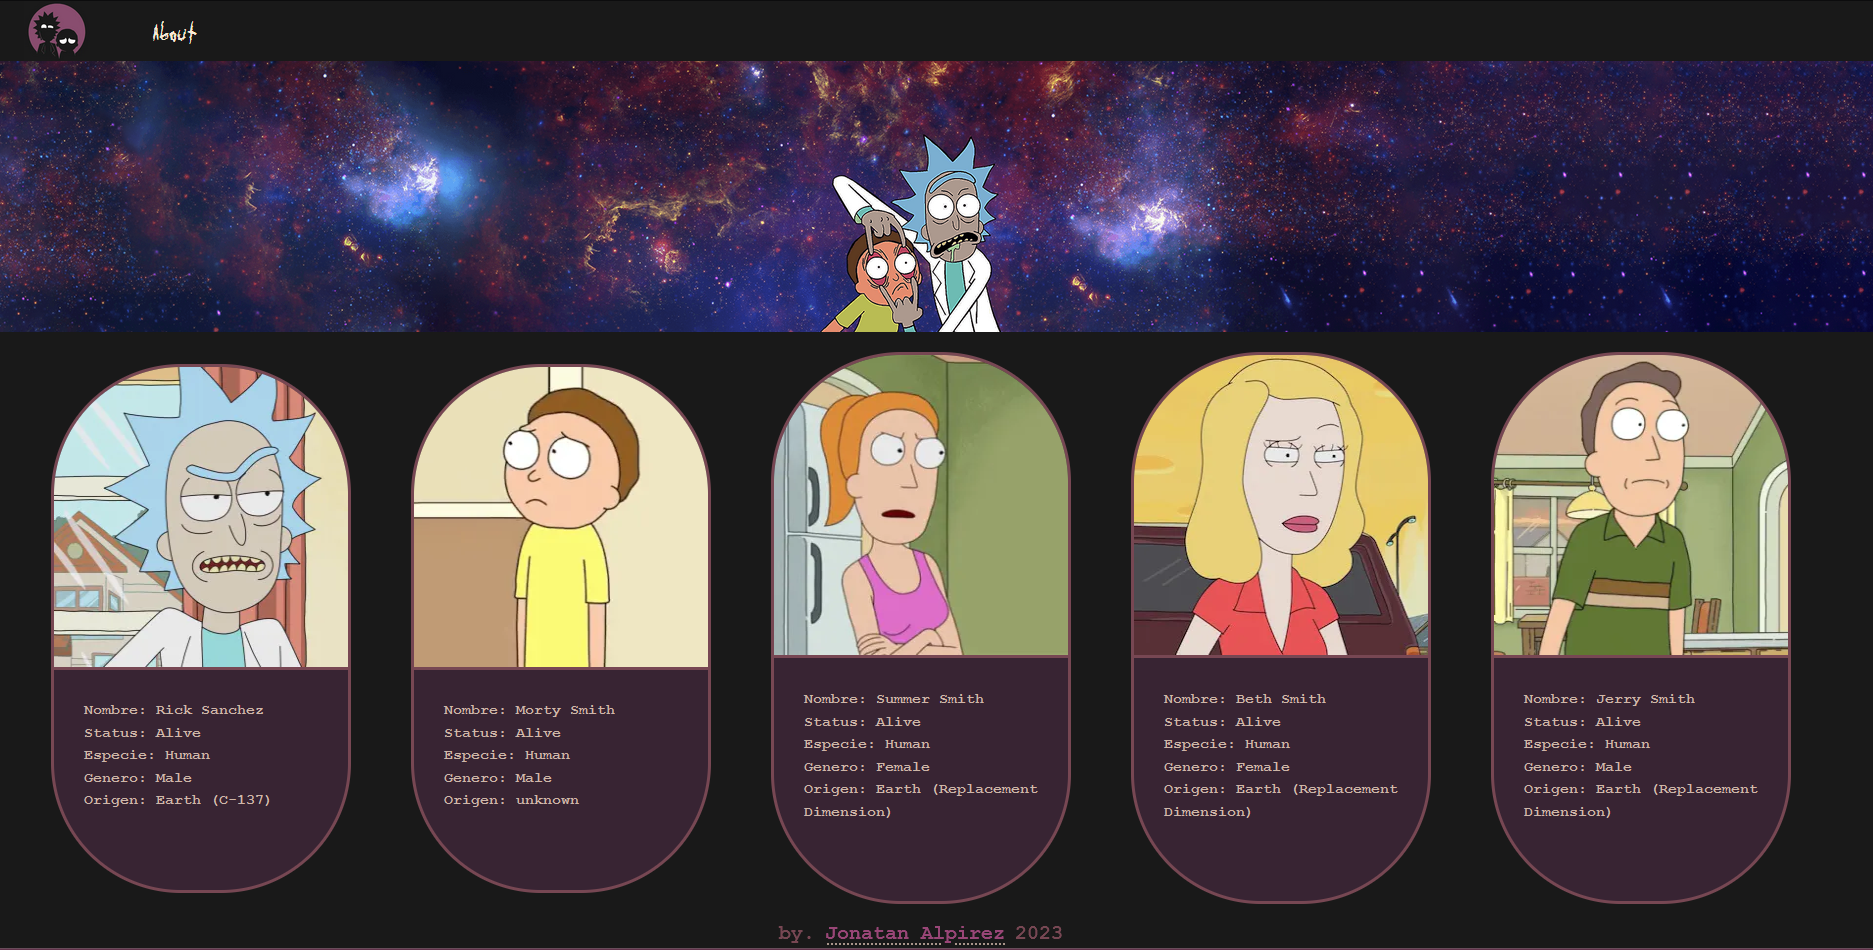 About
Nombre: Rick Sanchez
Status: Alive
Especie: Human
Genero: Male
Origen: Earth (C-137)
Nombre: Morty Smith
Status: Alive
Especie: Human
Genero: Male
Origen: unknown
Nombre: Summer Smith
Status: Alive
Especie: Human
Genero: Female
Origen: Earth (Replacement
Dimension)
Nombre: Beth Smith
Status: Alive
Especie: Human
Genero: Female
Origen: Earth (Replacement
Dimension)
Nombre: Jerry Smith
Status: Alive
Especie: Human
Genero: Male
Origen: Earth (Replacement
Dimension)
by. Jonatan Alpirez 2023